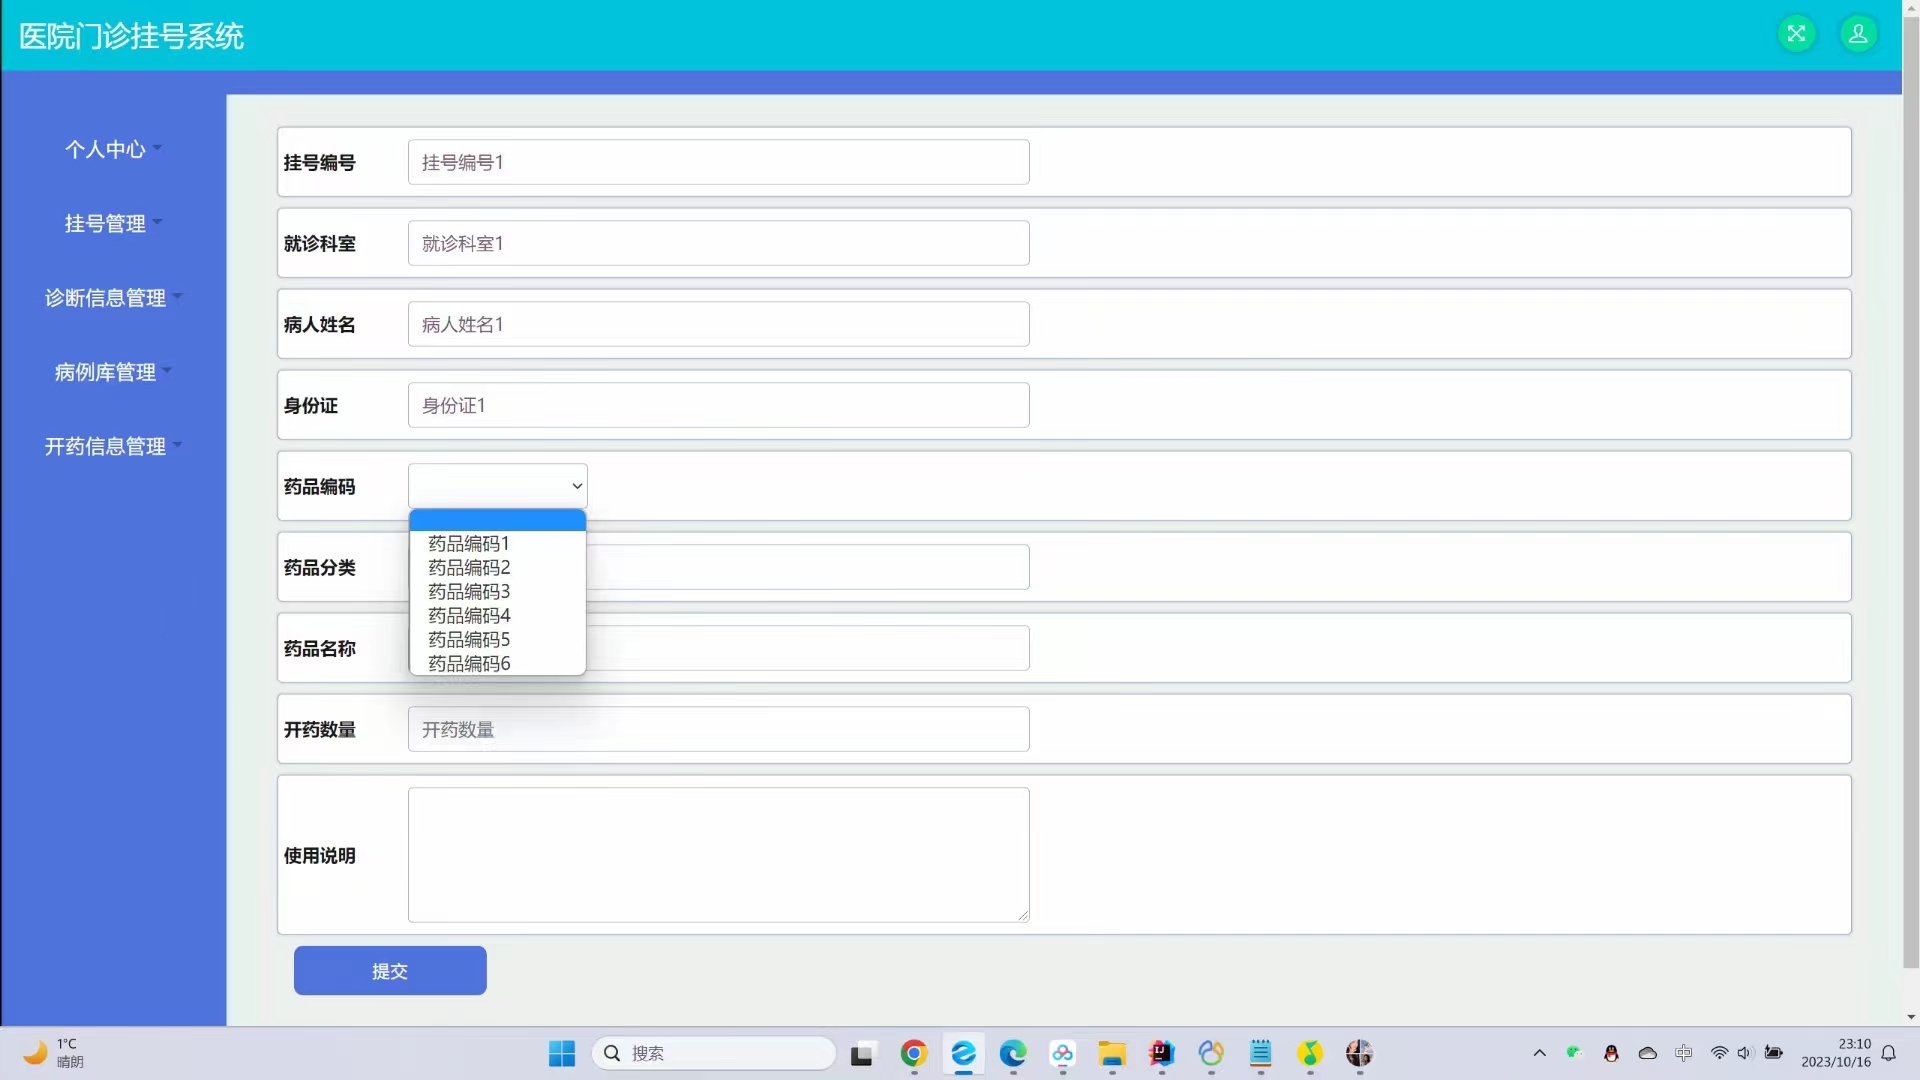 医院门诊挂号系统
个人中心
挂号管理
诊断信息管理
病例库管理
开药信息管理
挂号编号 挂号编号1
就诊科室 就诊科室1
病人姓名 病人姓名1
身份证 身份证1
药品编码
药品编码1
药品编码2
药品编码3
药品编码4
药品编码5
药品编码6
药品分类
药品名称
开药数量 开药数量
使用说明
提交
1°C
晴朗
搜索
中
23:10
2023/10/16